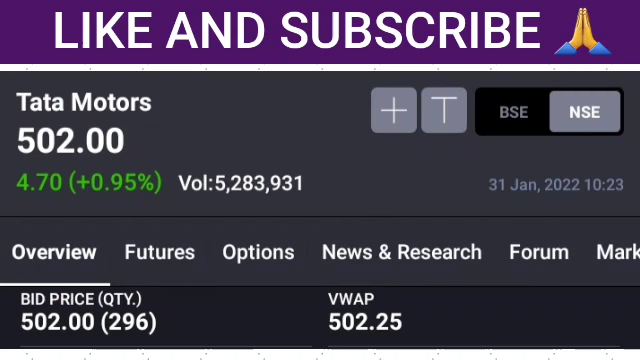 LIKE AND SUBSCRIBE 🙏
Tata Motors
502.00
4.70 (+0.95%) Vol:5,283,931
+ T BSE NSE
31 Jan, 2022 10:23
Overview Futures Options News & Research Forum Mark
BID PRICE (QTY.) VWAP
502.00 (296) 502.25